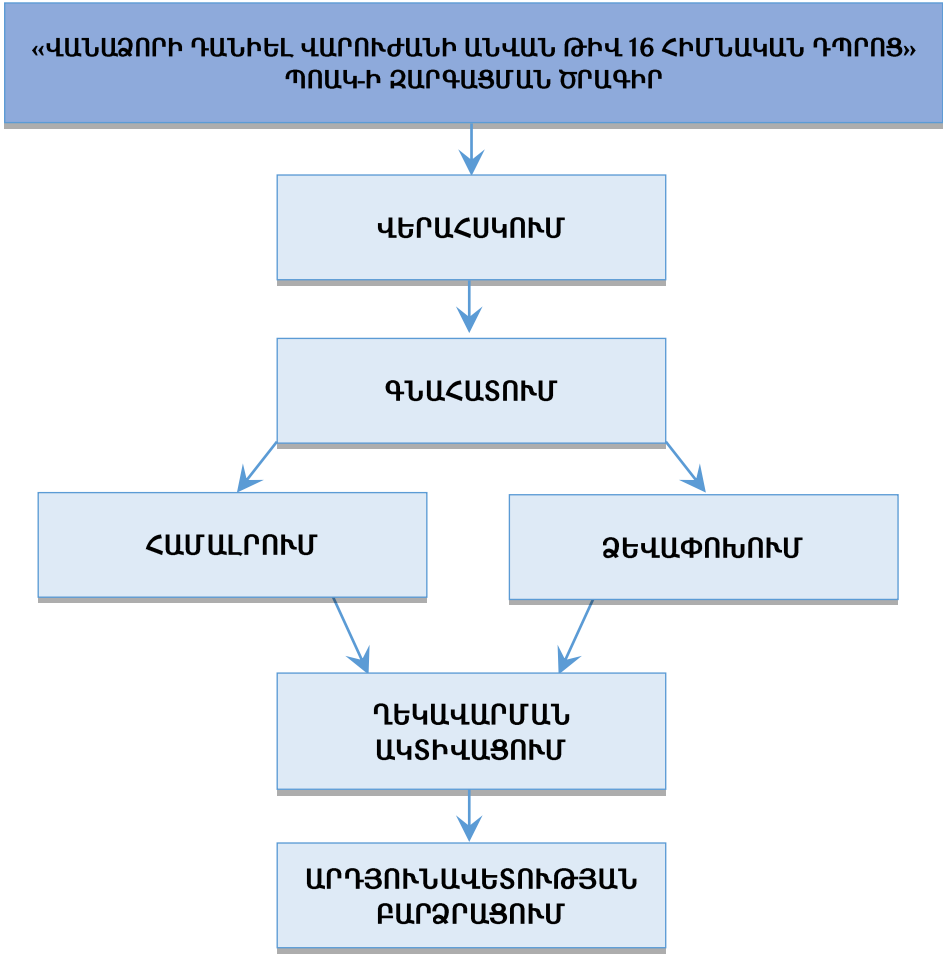 «ՎԱՆԱՁՈՐԻ ԴԱՆԻԵԼ ՎԱՐՈՒԺԱՆԻ ԱՆՎԱՆ ԹԻՎ 16 ՀԻՄՆԱԿԱՆ ԴՊՐՈՑ»
ՊՈԱԿ-Ի ԶԱՐԳԱՑՄԱՆ ԾՐԱԳԻՐ
ՎԵՐԱՀՍԿՈՒՄ
ԳՆԱՀԱՏՈՒՄ
ՀԱՄԱԼՐՈՒՄ
ՁԵՎԱՓՈԽՈՒՄ
ՂԵԿԱՎԱՐՄԱՆ
ԱԿՏԻՎԱՑՈՒՄ
ԱՐԴՅՈՒՆԱՎԵՏՈՒԹՅԱՆ
ԲԱՐՁՐԱՑՈՒՄ